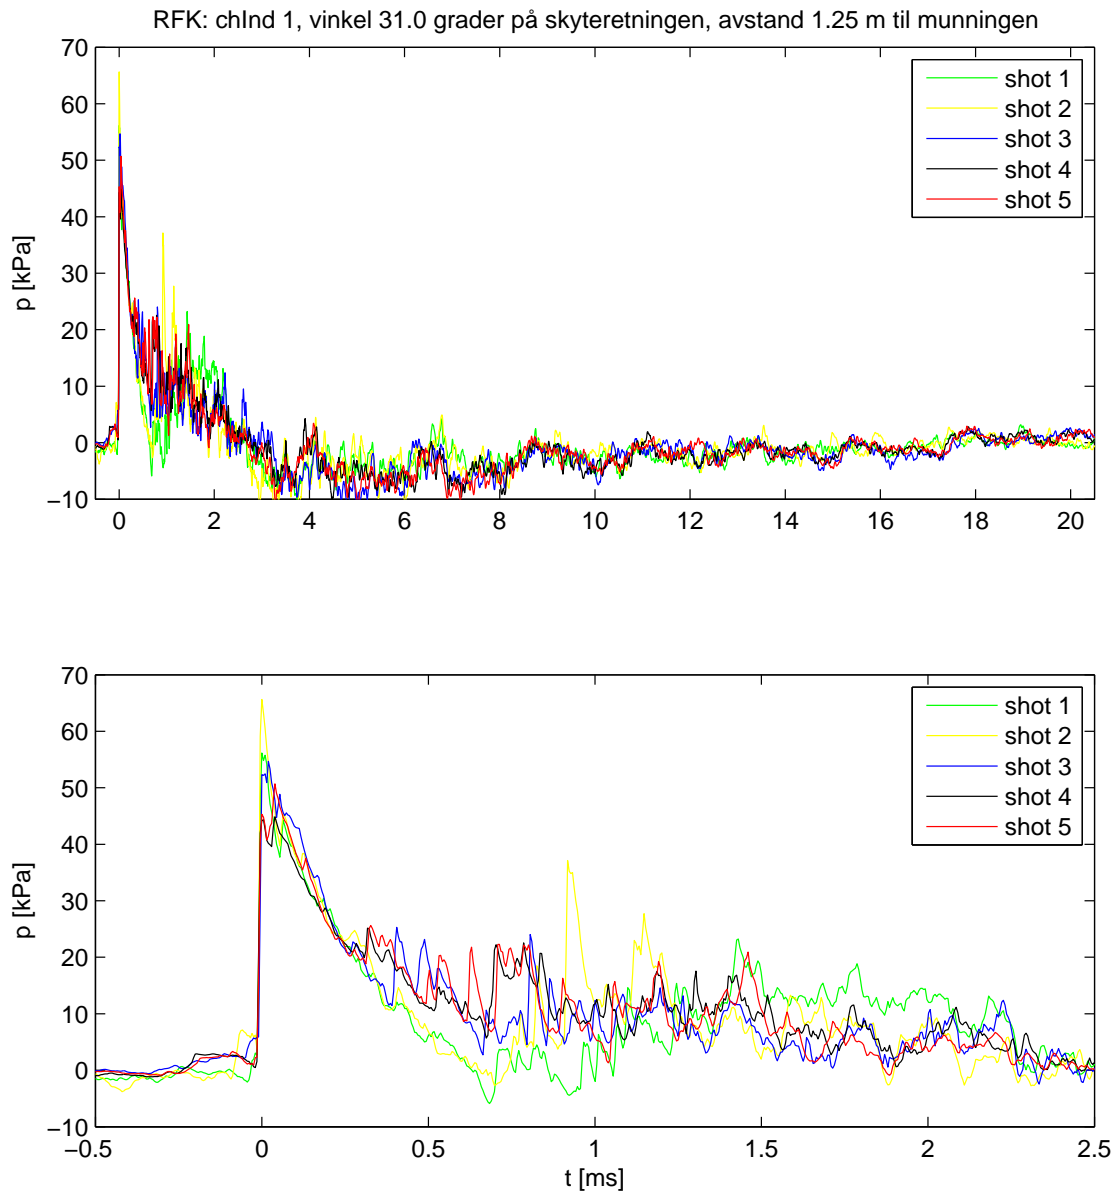 RFK: chInd 1, vinkel 31.0 grader på skyteretningen, avstand 1.25 m til munningen
70
60
50
40
30
20
10
0
−10
p [kPa]
shot 1
shot 2
shot 3
shot 4
shot 5
0 2 4 6 8 10 12 14 16 18 20
70
60
50
40
30
20
10
0
−10
p [kPa]
shot 1
shot 2
shot 3
shot 4
shot 5
−0.5 0 0.5 1 1.5 2 2.5
t [ms]